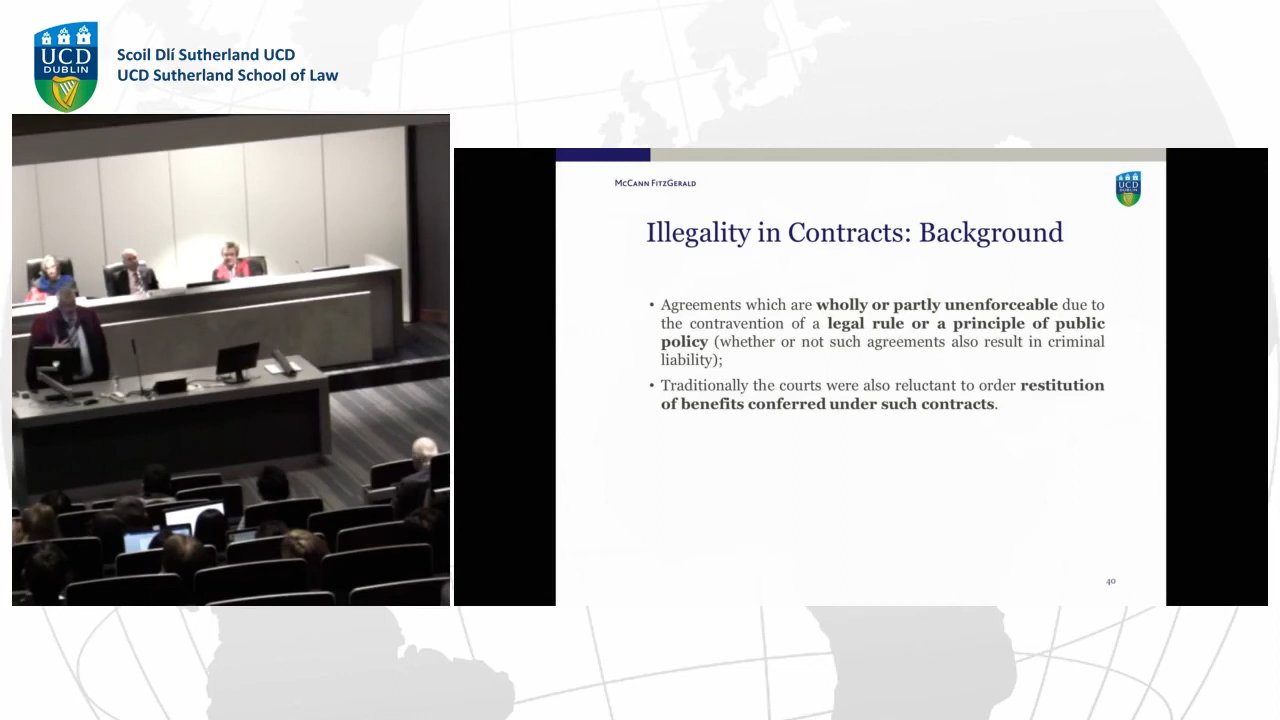 UCD
DUBLIN
Scoil Dlí Sutherland UCD
UCD Sutherland School of Law
McCann FitzGerald
UCD
DUBLIN
Illegality in Contracts: Background
• Agreements which are wholly or partly unenforceable due to
the contravention of a legal rule or a principle of public
policy (whether or not such agreements also result in criminal
liability);
• Traditionally the courts were also reluctant to order restitution
of benefits conferred under such contracts.
40